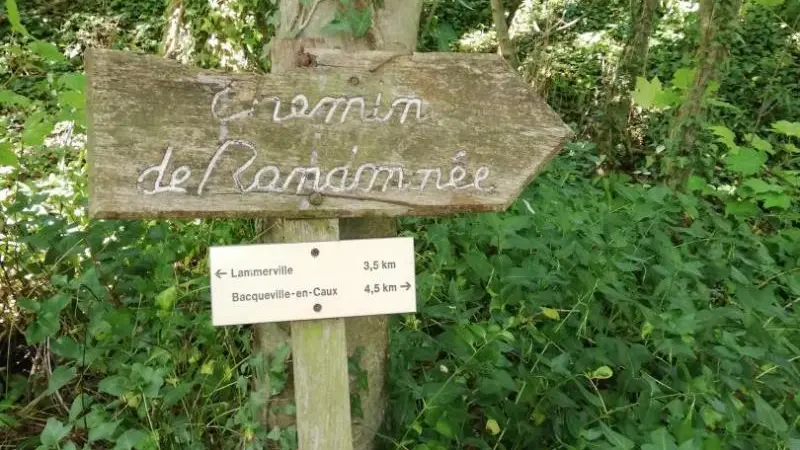 Chemin
de Randonnée
← Lammerville 3,5 km
Bacqueville-en-Caux 4,5 km →